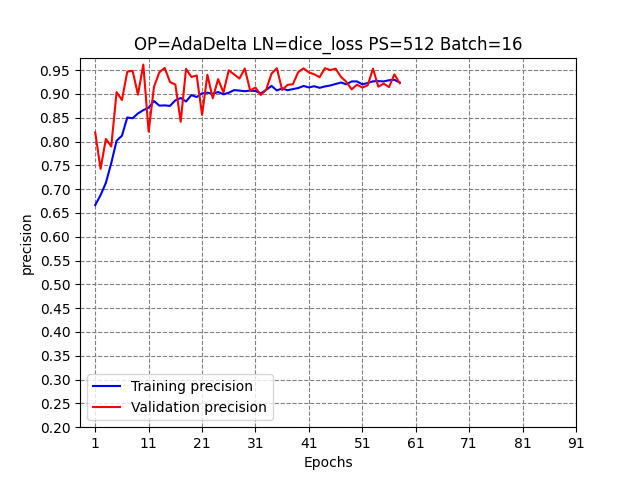 OP=AdaDelta LN=dice_loss PS=512 Batch=16
0.95
0.90
0.85
0.80
0.75
0.70
0.65
0.60
0.55
0.50
0.45
0.40
0.35
0.30
0.25
0.20
precision
Training precision
Validation precision
1 11 21 31 41 51 61 71 81 91
Epochs